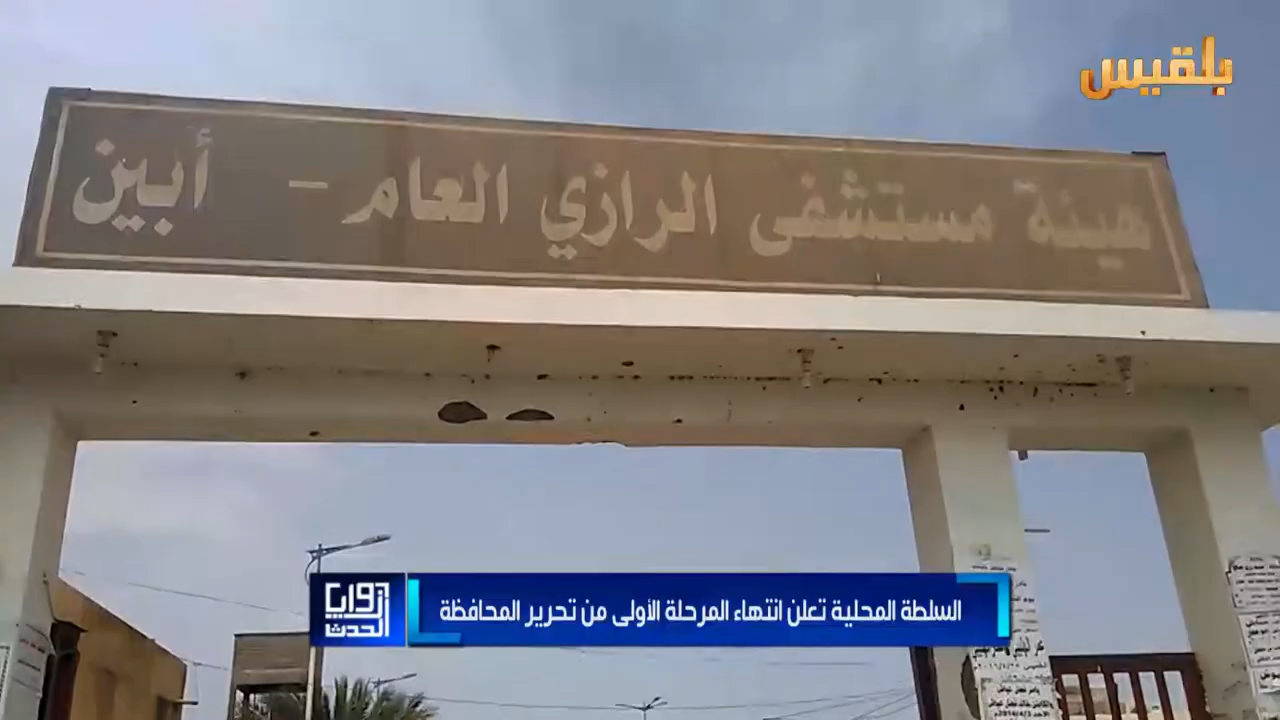 بلقيس
هيئة مستشفى الرازي العام - أبين
السلطة المحلية تعلن انتهاء المرحلة الأولى من تحرير المحافظة
زوايا
الحدث